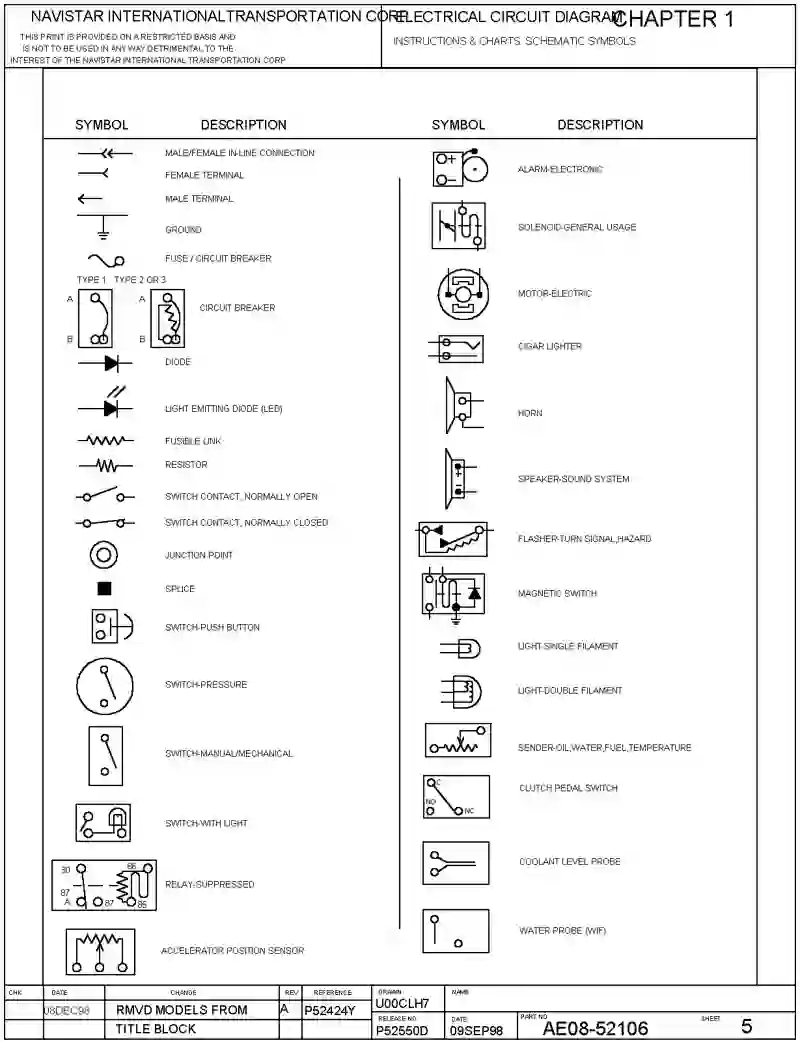 NAVISTAR INTERNATIONAL TRANSPORTATION CORP
THIS PRINT IS PROVIDED ON A RESTRICTED BASIS AND
IS NOT TO BE USED IN ANY WAY DETRIMENTAL TO THE
INTEREST OF THE NAVISTAR INTERNATIONAL TRANSPORTATION CORP
ELECTRICAL CIRCUIT DIAGRAM
CHAPTER 1
INSTRUCTIONS & CHARTS SCHEMATIC SYMBOLS
SYMBOL DESCRIPTION
MALE/FEMALE IN-LINE CONNECTION
FEMALE TERMINAL
MALE TERMINAL
GROUND
FUSE / CIRCUIT BREAKER
TYPE 1 TYPE 2 OR 3
A A
CIRCUIT BREAKER
B B
DIODE
LIGHT EMITTING DIODE (LED)
FUSIBLE LINK
RESISTOR
SWITCH CONTACT, NORMALLY OPEN
SWITCH CONTACT, NORMALLY CLOSED
JUNCTION POINT
SPLICE
SWITCH-PUSH BUTTON
SWITCH-PRESSURE
SWITCH-MANUAL/MECHANICAL
SWITCH-WITH LIGHT
30 86
87
A 87 85
RELAY-SUPPRESSED
ACCELERATOR POSITION SENSOR
SYMBOL DESCRIPTION
+
-
ALARM-ELECTRONIC
SOLENOID-GENERAL USAGE
MOTOR-ELECTRIC
CIGAR LIGHTER
HORN
+
-
SPEAKER-SOUND SYSTEM
FLASHER-TURN SIGNAL,HAZARD
MAGNETIC SWITCH
LIGHT-SINGLE FILAMENT
LIGHT-DOUBLE FILAMENT
SENDER-OIL,WATER,FUEL,TEMPERATURE
C
NO
NC
CLUTCH PEDAL SWITCH
COOLANT LEVEL PROBE
WATER PROBE (WIF)
CHK DATE CHANGE REV REFERENCE
08DEC98 RMVD MODELS FROM A P52424Y
TITLE BLOCK
DRAWN
U00CLH7
NAME
RELEASE NO.
P52550D
DATE
09SEP98
PART NO
AE08-52106
SHEET
5